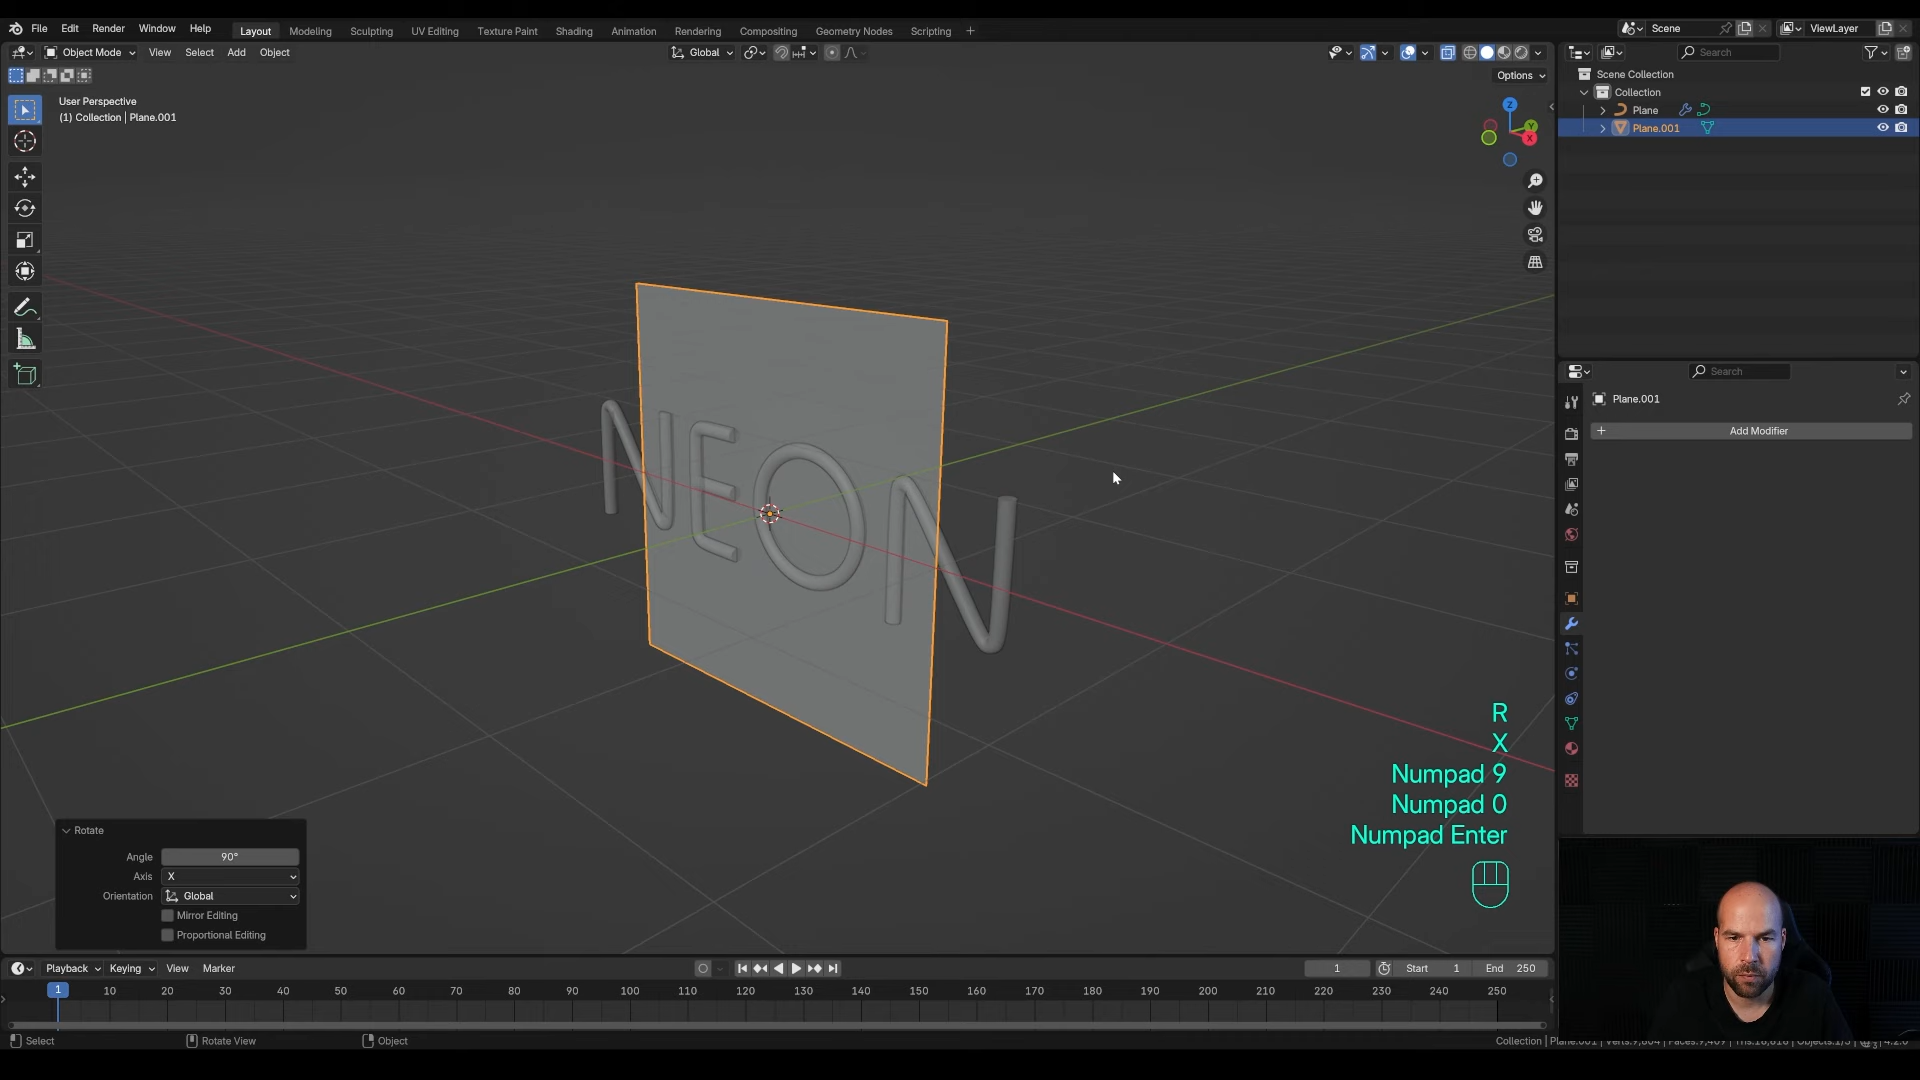 File Edit Render Window Help Layout Modeling Sculpting UV Editing Texture Paint Shading Animation Rendering Compositing Geometry Nodes Scripting + Scene ViewLayer
Object Mode View Select Add Object Global Search
Options
User Perspective
(1) Collection | Plane.001
Scene Collection
Collection
Plane
Plane.001
Z
Y
X
Search
Plane.001
+ Add Modifier
NEON
R
X
Numpad 9
Numpad 0
Numpad Enter
Rotate
Angle 90°
Axis X
Orientation Global
Mirror Editing
Proportional Editing
Playback Keying View Marker 1 Start 1 End 250
1 10 20 30 40 50 60 70 80 90 100 110 120 130 140 150 160 170 180 190 200 210 220 230 240 250
Select Rotate View Object Collection |